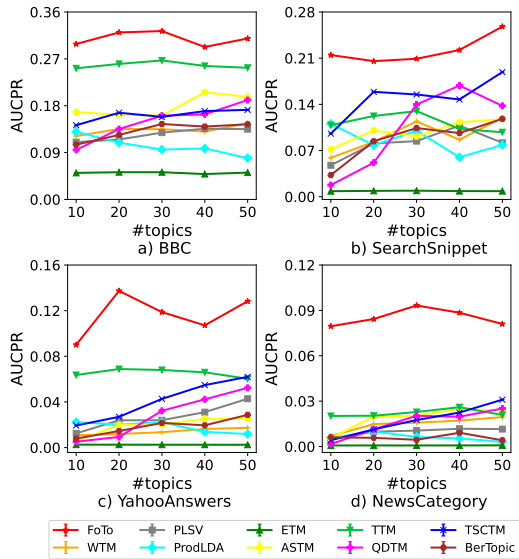 0.36
0.27
0.18
0.09
0.00
AUCPR
10 20 30 40 50
#topics
a) BBC
0.28
0.21
0.14
0.07
0.00
AUCPR
10 20 30 40 50
#topics
b) SearchSnippet
0.16
0.12
0.08
0.04
0.00
AUCPR
10 20 30 40 50
#topics
c) YahooAnswers
0.12
0.09
0.06
0.03
0.00
AUCPR
10 20 30 40 50
#topics
d) NewsCategory
FoTo PLSV ETM TTM TSCTM
WTM ProdLDA ASTM QDTM BerTopic